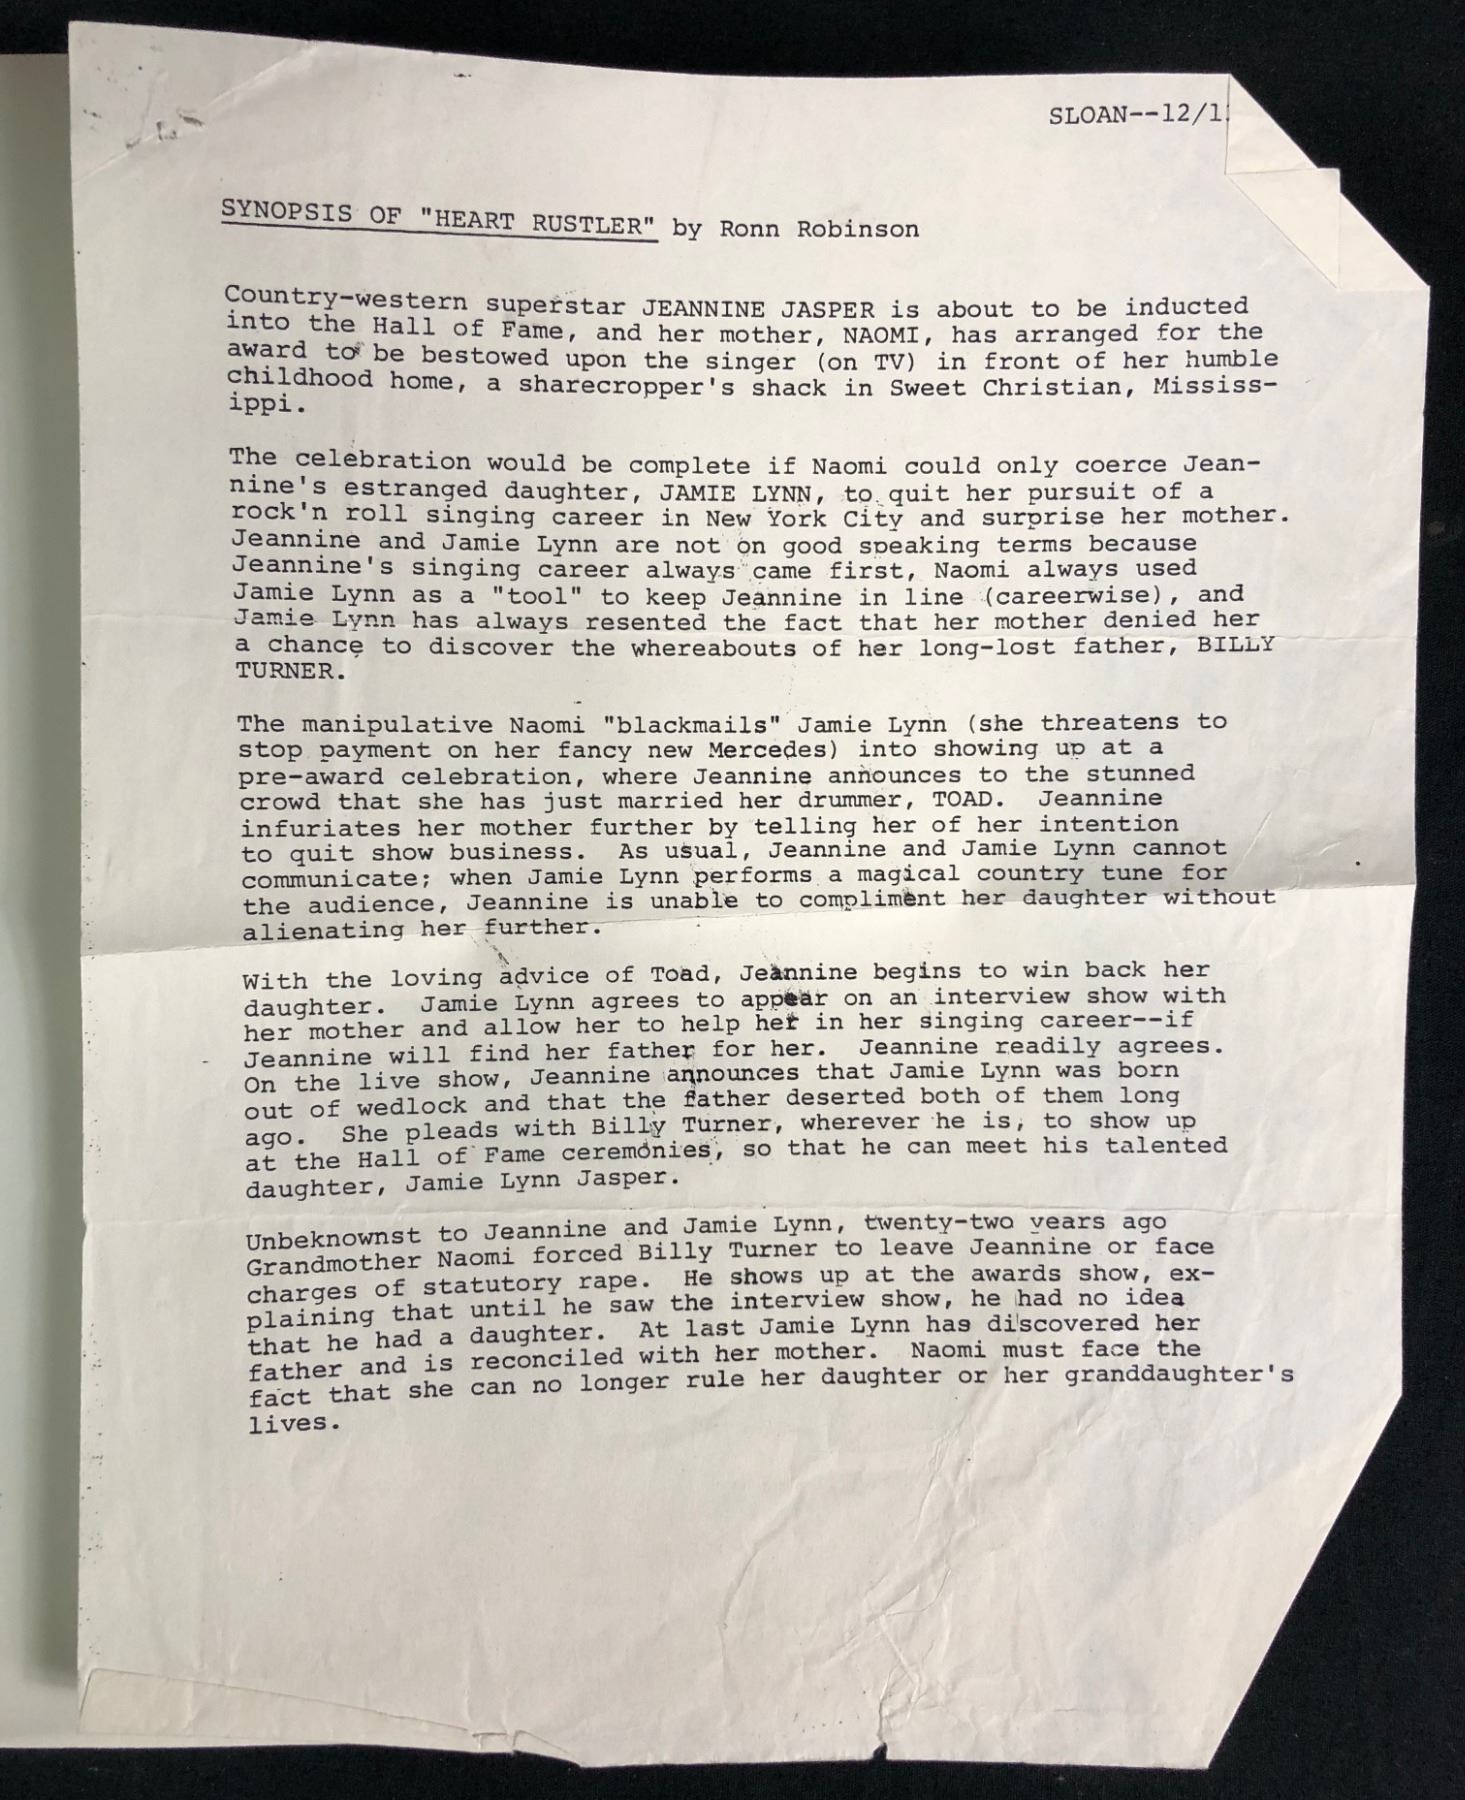 SLOAN--12/1
SYNOPSIS OF "HEART RUSTLER" by Ronn Robinson
Country-western superstar JEANNINE JASPER is about to be inducted
into the Hall of Fame, and her mother, NAOMI, has arranged for the
award to be bestowed upon the singer (on TV) in front of her humble
childhood home, a sharecropper's shack in Sweet Christian, Mississ-
ippi.
The celebration would be complete if Naomi could only coerce Jean-
nine's estranged daughter, JAMIE LYNN, to quit her pursuit of a
rock'n roll singing career in New York City and surprise her mother.
Jeannine and Jamie Lynn are not on good speaking terms because
Jeannine's singing career always came first, Naomi always used
Jamie Lynn as a "tool" to keep Jeannine in line (careerwise), and
Jamie Lynn has always resented the fact that her mother denied her
a chance to discover the whereabouts of her long-lost father, BILLY
TURNER.
The manipulative Naomi "blackmails" Jamie Lynn (she threatens to
stop payment on her fancy new Mercedes) into showing up at a
pre-award celebration, where Jeannine announces to the stunned
crowd that she has just married her drummer, TOAD. Jeannine
infuriates her mother further by telling her of her intention
to quit show business. As usual, Jeannine and Jamie Lynn cannot
communicate; when Jamie Lynn performs a magical country tune for
the audience, Jeannine is unable to compliment her daughter without
alienating her further.
With the loving advice of Toad, Jeannine begins to win back her
daughter. Jamie Lynn agrees to appear on an interview show with
her mother and allow her to help her in her singing career--if
Jeannine will find her father for her. Jeannine readily agrees.
On the live show, Jeannine announces that Jamie Lynn was born
out of wedlock and that the father deserted both of them long
ago. She pleads with Billy Turner, wherever he is, to show up
at the Hall of Fame ceremonies, so that he can meet his talented
daughter, Jamie Lynn Jasper.
Unbeknownst to Jeannine and Jamie Lynn, twenty-two years ago
Grandmother Naomi forced Billy Turner to leave Jeannine or face
charges of statutory rape. He shows up at the awards show, ex-
plaining that until he saw the interview show, he had no idea
that he had a daughter. At last Jamie Lynn has discovered her
father and is reconciled with her mother. Naomi must face the
fact that she can no longer rule her daughter or her granddaughter's
lives.